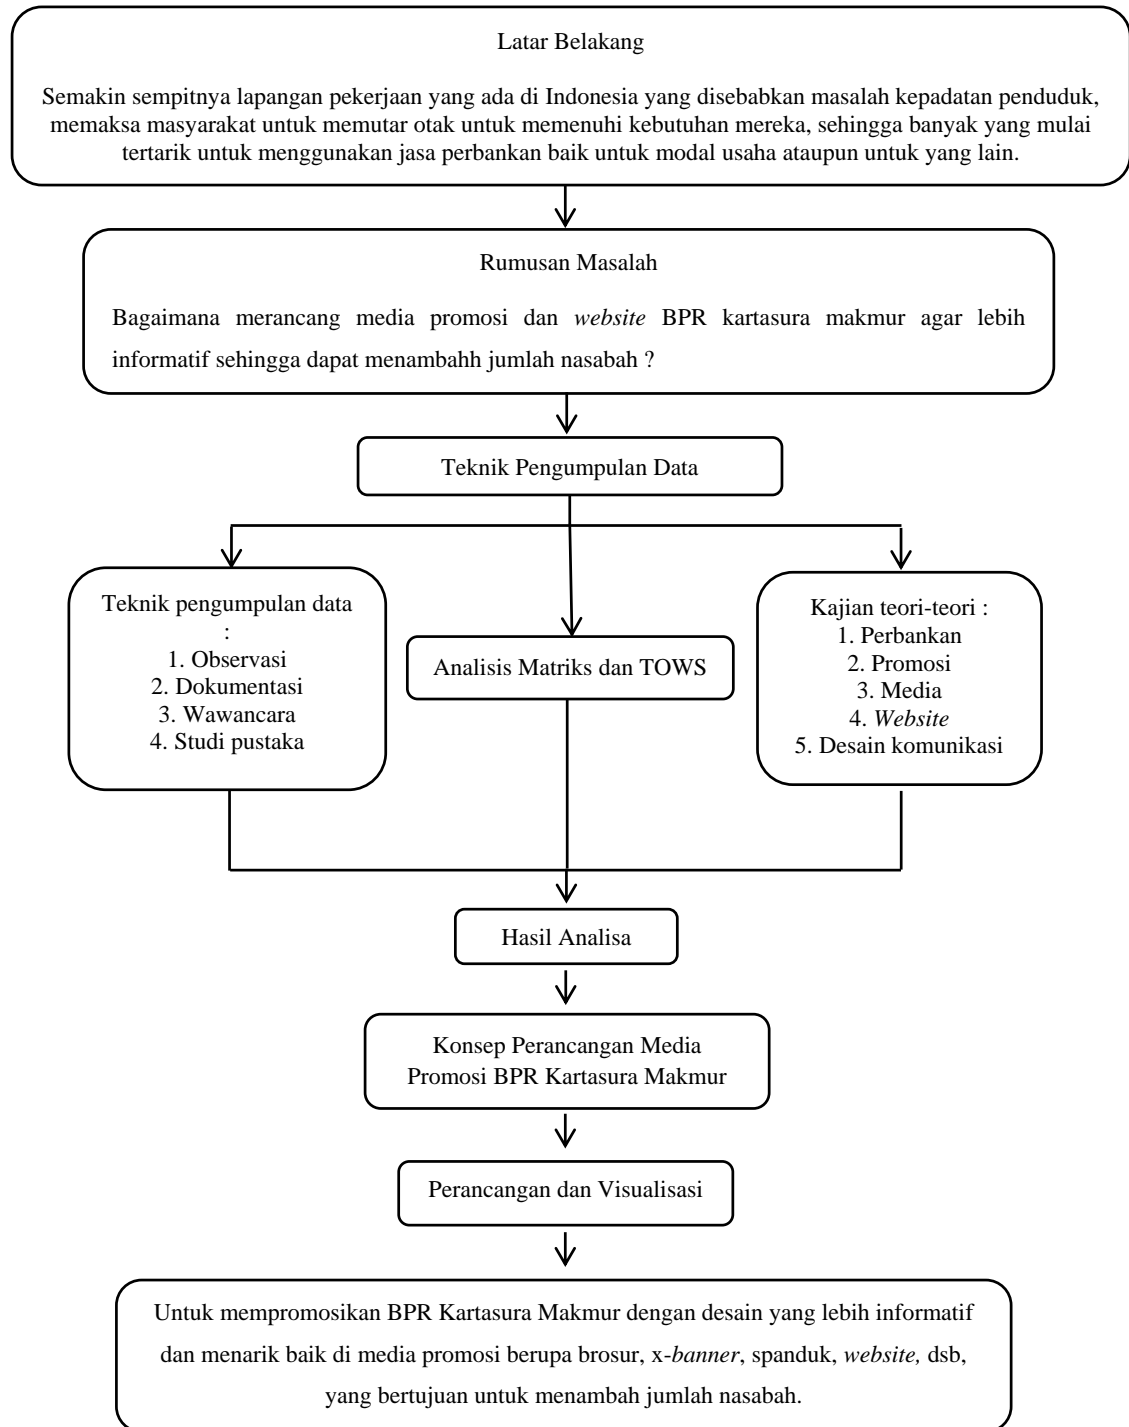 Latar Belakang
Semakin sempitnya lapangan pekerjaan yang ada di Indonesia yang disebabkan masalah kepadatan penduduk,
memaksa masyarakat untuk memutar otak untuk memenuhi kebutuhan mereka, sehingga banyak yang mulai
tertarik untuk menggunakan jasa perbankan baik untuk modal usaha ataupun untuk yang lain.
Rumusan Masalah
Bagaimana merancang media promosi dan website BPR kartasura makmur agar lebih
informatif sehingga dapat menambahh jumlah nasabah ?
Teknik Pengumpulan Data
Teknik pengumpulan data
:
1. Observasi
2. Dokumentasi
3. Wawancara
4. Studi pustaka
Analisis Matriks dan TOWS
Kajian teori-teori :
1. Perbankan
2. Promosi
3. Media
4. Website
5. Desain komunikasi
Hasil Analisa
Konsep Perancangan Media
Promosi BPR Kartasura Makmur
Perancangan dan Visualisasi
Untuk mempromosikan BPR Kartasura Makmur dengan desain yang lebih informatif
dan menarik baik di media promosi berupa brosur, x-banner, spanduk, website, dsb,
yang bertujuan untuk menambah jumlah nasabah.